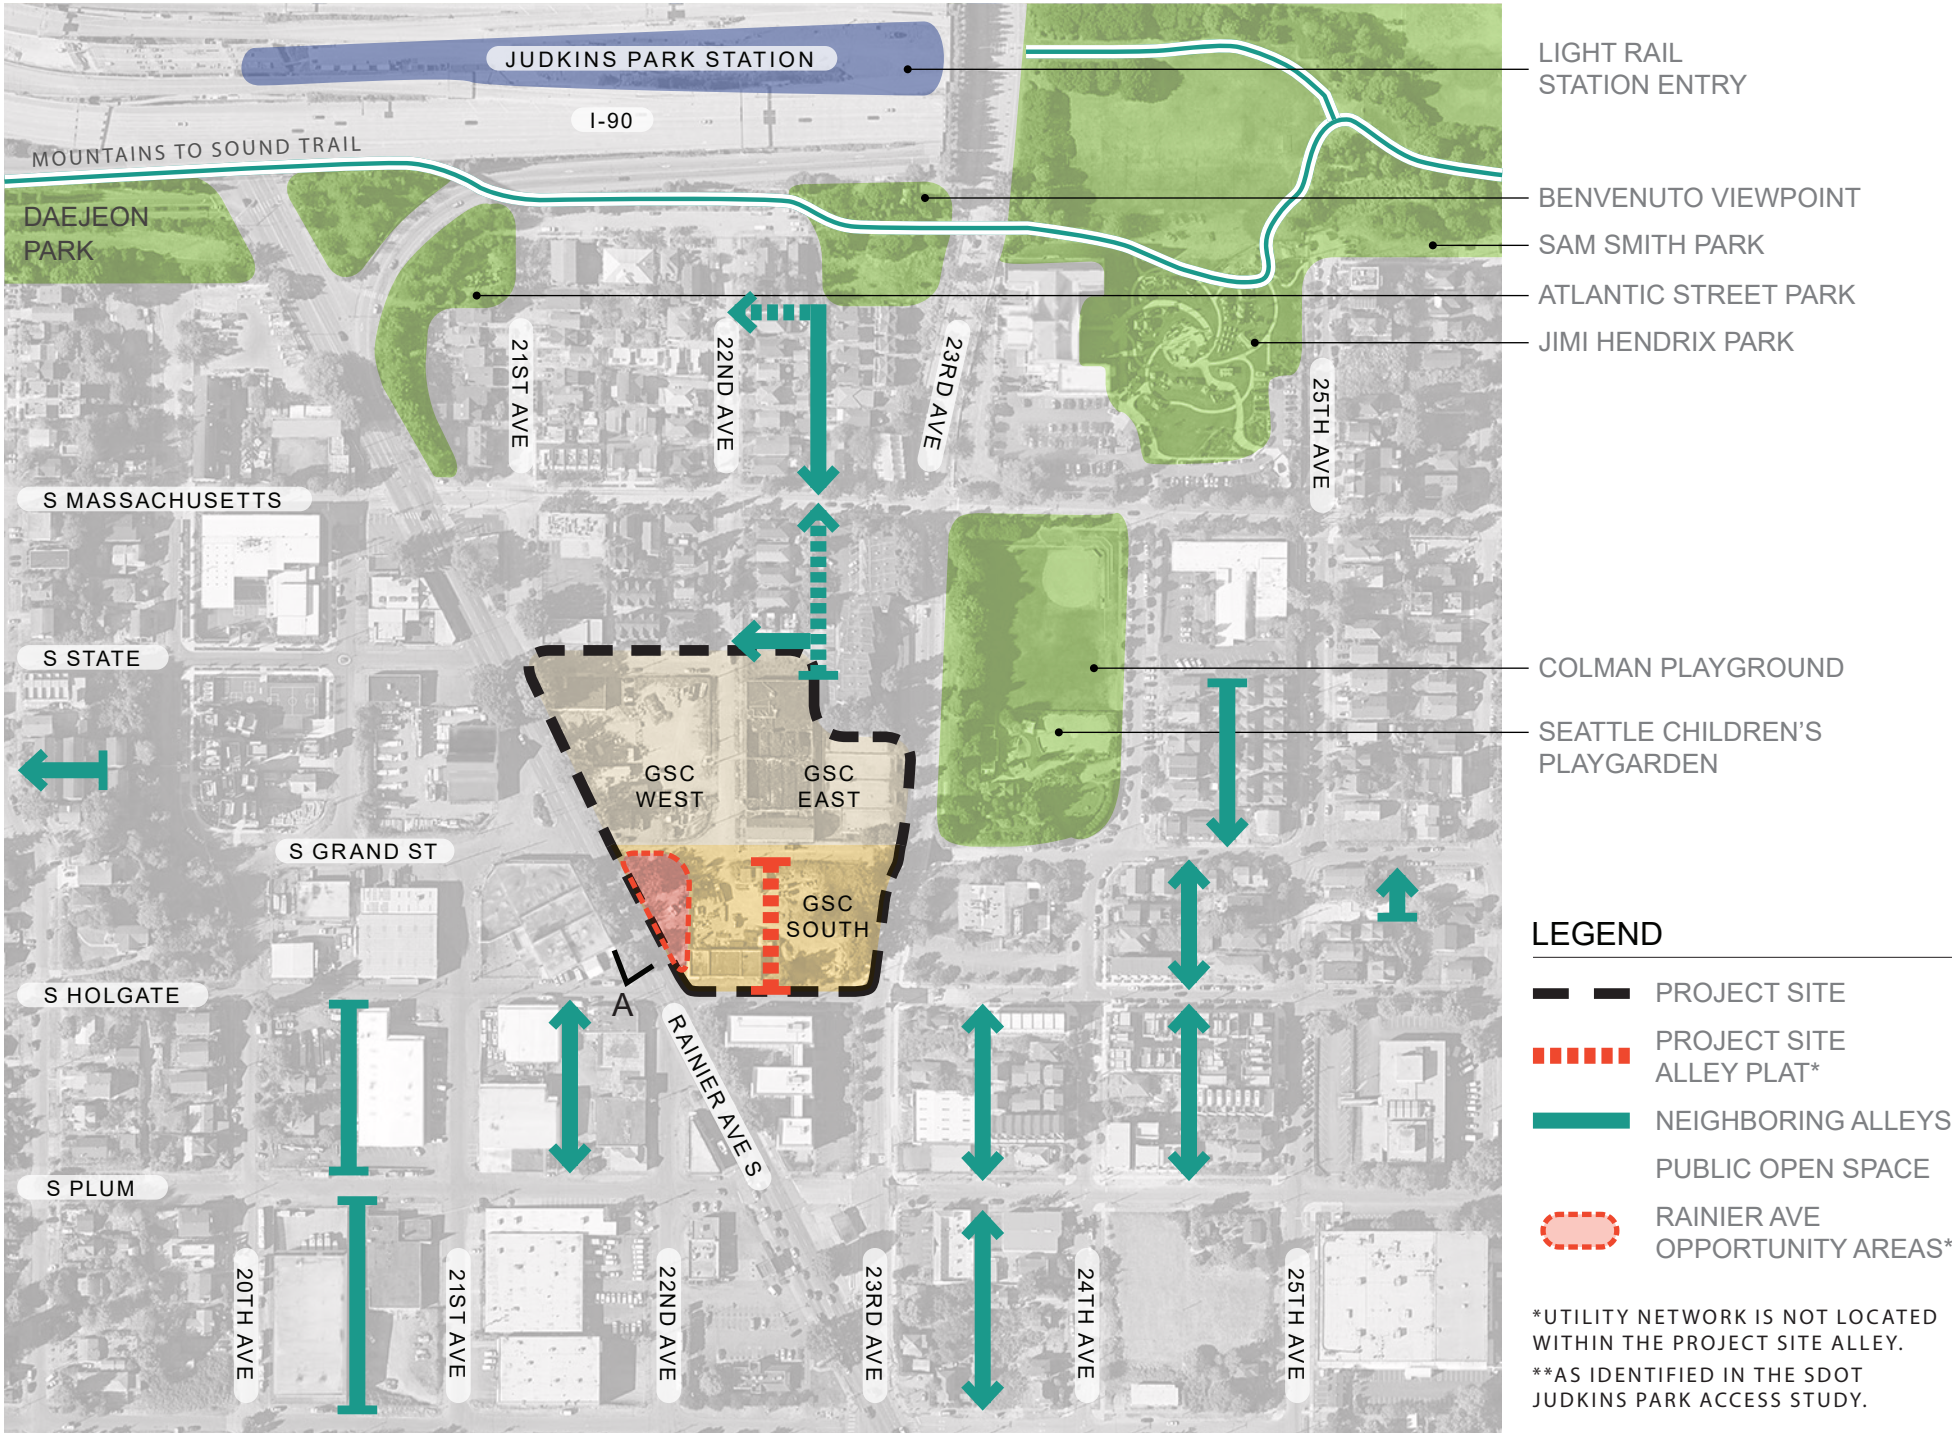 JUDKINS PARK STATION
I-90
MOUNTAINS TO SOUND TRAIL
DAEJEON
PARK
LIGHT RAIL
STATION ENTRY
BENVENUTO VIEWPOINT
SAM SMITH PARK
ATLANTIC STREET PARK
JIMI HENDRIX PARK
21ST AVE
22ND AVE
23RD AVE
25TH AVE
S MASSACHUSETTS
S STATE
COLMAN PLAYGROUND
SEATTLE CHILDREN'S
PLAYGARDEN
GSC
WEST
GSC
EAST
S GRAND ST
GSC
SOUTH
S HOLGATE
A
RAINIER AVE S
S PLUM
20TH AVE
21ST AVE
22ND AVE
23RD AVE
24TH AVE
25TH AVE
LEGEND
PROJECT SITE
PROJECT SITE
ALLEY PLAT*
NEIGHBORING ALLEYS
PUBLIC OPEN SPACE
RAINIER AVE
OPPORTUNITY AREAS*
*UTILITY NETWORK IS NOT LOCATED
WITHIN THE PROJECT SITE ALLEY.
**AS IDENTIFIED IN THE SDOT
JUDKINS PARK ACCESS STUDY.